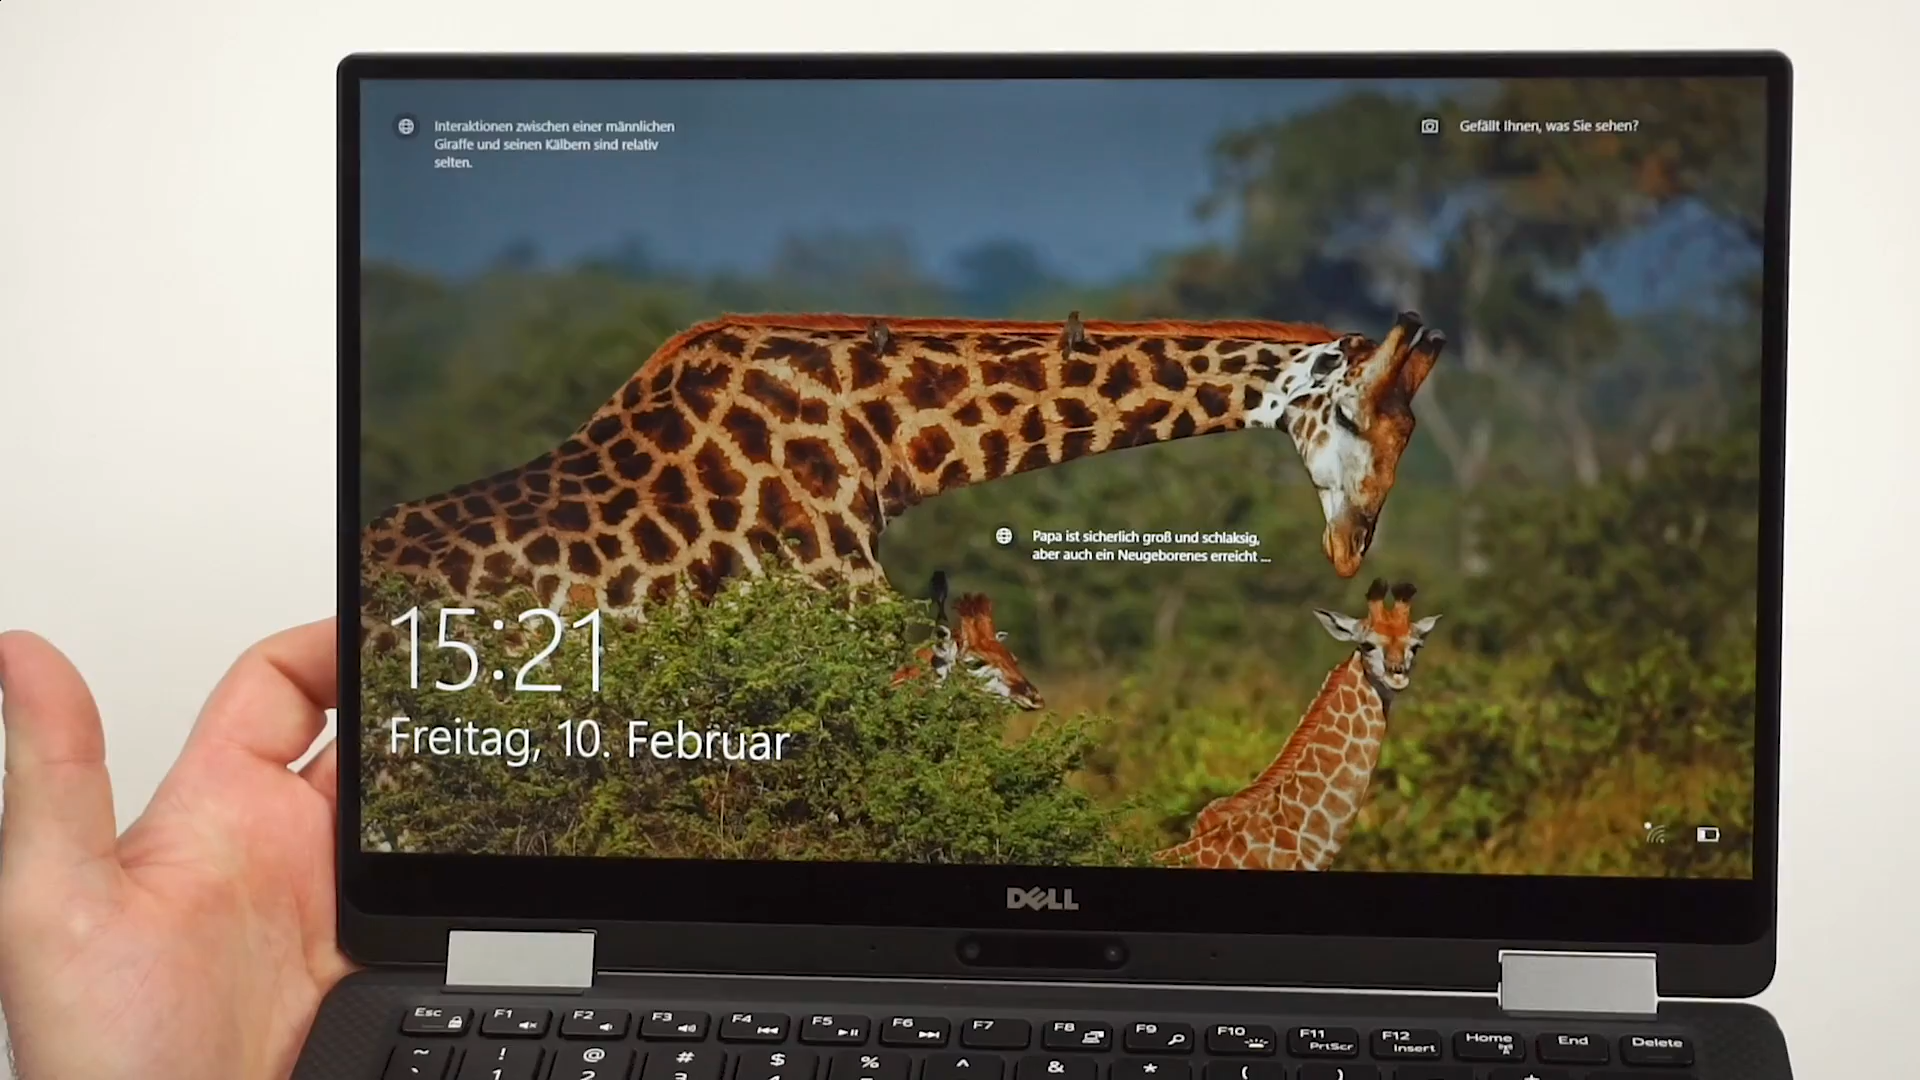 Interaktionen zwischen einer männlichen
Giraffe und seinen Kälbern sind relativ
selten.
Gefällt Ihnen, was Sie sehen?
Papa ist sicherlich groß und schlaksig,
aber auch ein Neugeborenes erreicht ...
15:21
Freitag, 10. Februar
DELL
Esc F1 F2 F3 F4 F5 F6 F7 F8 F9 F10 F11 PrtScr F12 Insert Home End Delete
~ ! @ # $ % ^ & * ( )